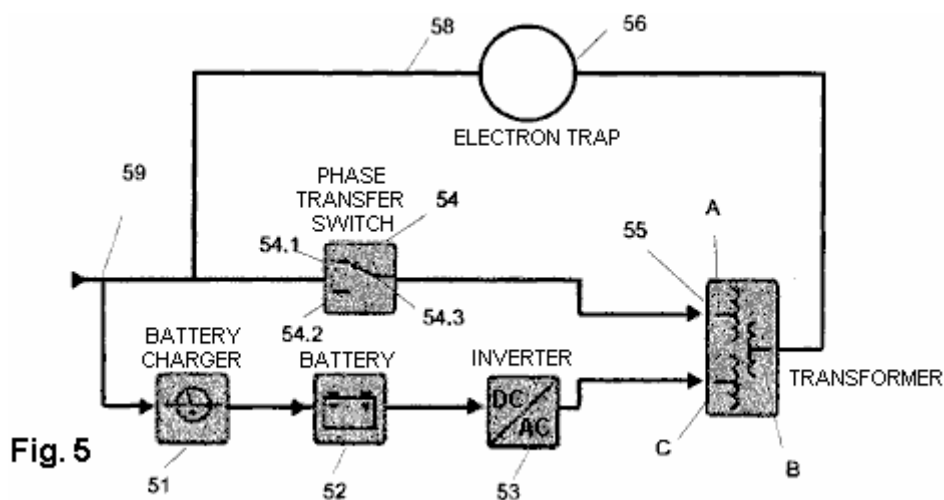 58
56
ELECTRON TRAP
59
PHASE
TRANSFER
SWITCH
54
A
54.1
55
54.2
54.3
BATTERY
CHARGER
BATTERY
INVERTER
TRANSFORMER
DC
AC
C
B
Fig. 5
51
52
53